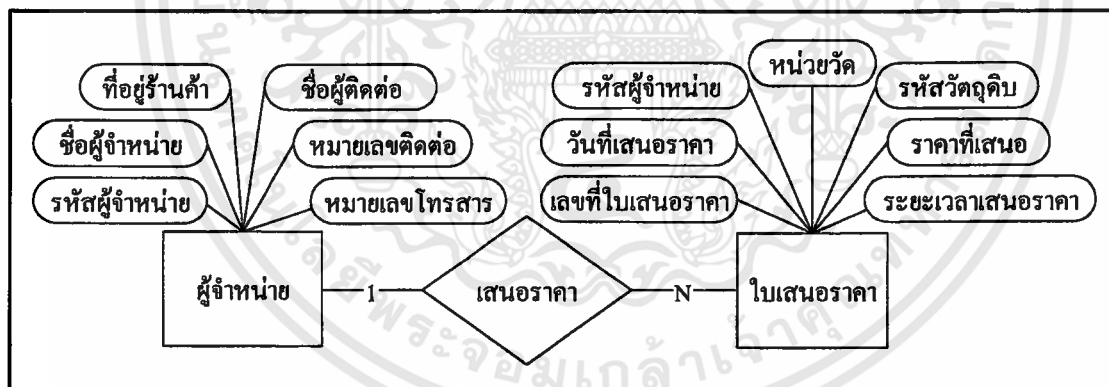 หน่วยวัด
ที่อยู่ร้านค้า ชื่อผู้ติดต่อ รหัสผู้จำหน่าย รหัสวัตถุดิบ
ชื่อผู้จำหน่าย หมายเลขติดต่อ วันที่เสนอราคา ราคาที่เสนอ
รหัสผู้จำหน่าย หมายเลขโทรสาร เลขที่ใบเสนอราคา ระยะเวลาเสนอราคา
ผู้จำหน่าย 1 เสนอราคา N ใบเสนอราคา